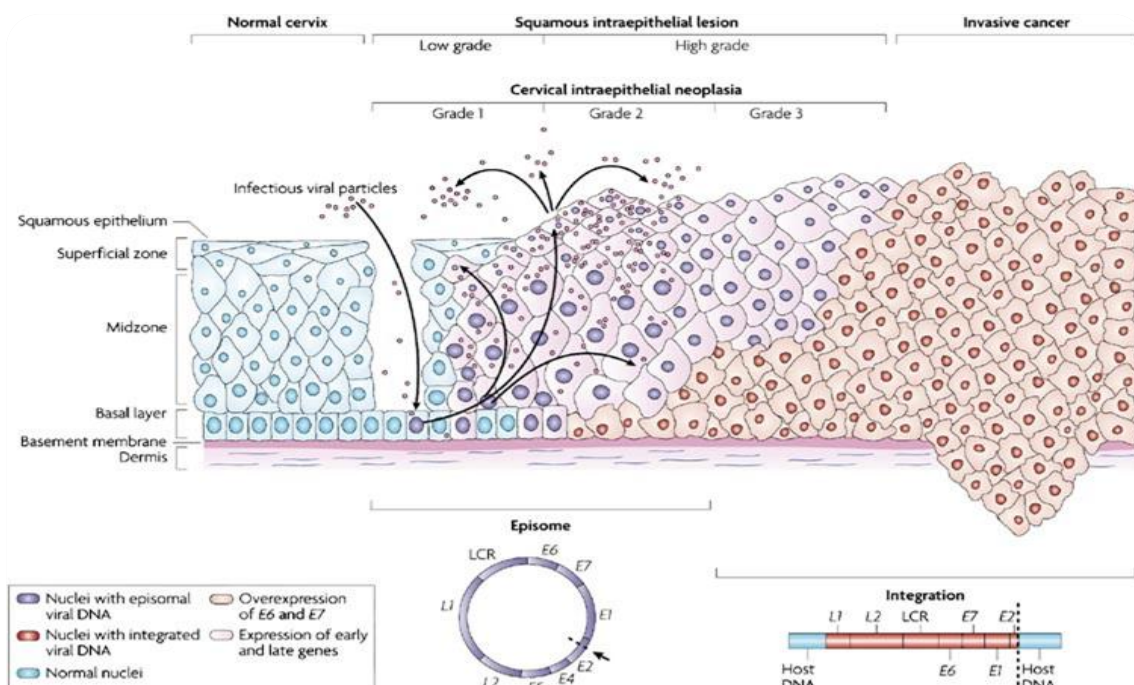 Normal cervix
Squamous intraepithelial lesion
Invasive cancer
Low grade
High grade
Cervical intraepithelial neoplasia
Grade 1
Grade 2
Grade 3
Infectious viral particles
Squamous epithelium
Superficial zone
Midzone
Basal layer
Basement membrane
Dermis
Episome
LCR
E6
E7
E1
E2
E4
L2
L1
Integration
L1 L2 LCR E7 E2
Host E6 E1 Host
Nuclei with episomal
viral DNA
Nuclei with integrated
viral DNA
Normal nuclei
Overexpression
of E6 and E7
Expression of early
and late genes